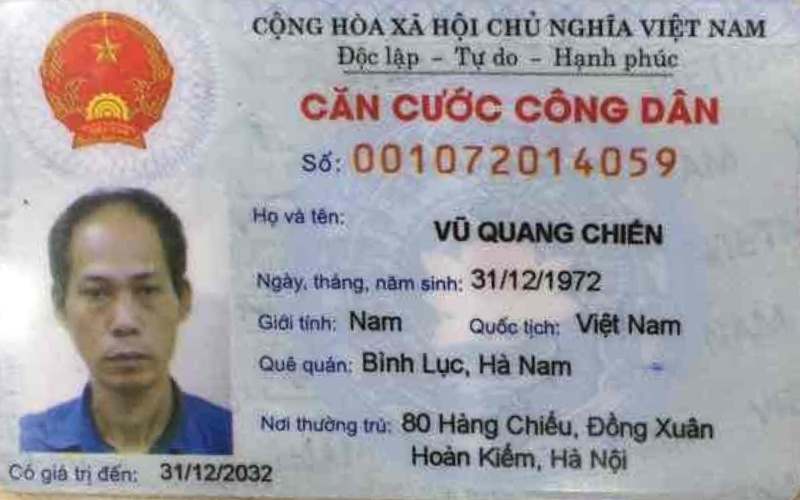 CỘNG HÒA XÃ HỘI CHỦ NGHĨA VIỆT NAM
Độc lập - Tự do - Hạnh phúc
CĂN CƯỚC CÔNG DÂN
Số: 001072014059
Họ và tên:
VŨ QUANG CHIẾN
Ngày, tháng, năm sinh: 31/12/1972
Giới tính: Nam Quốc tịch: Việt Nam
Quê quán: Bình Lục, Hà Nam
Nơi thường trú: 80 Hàng Chiếu, Đồng Xuân
Hoàn Kiếm, Hà Nội
Có giá trị đến: 31/12/2032